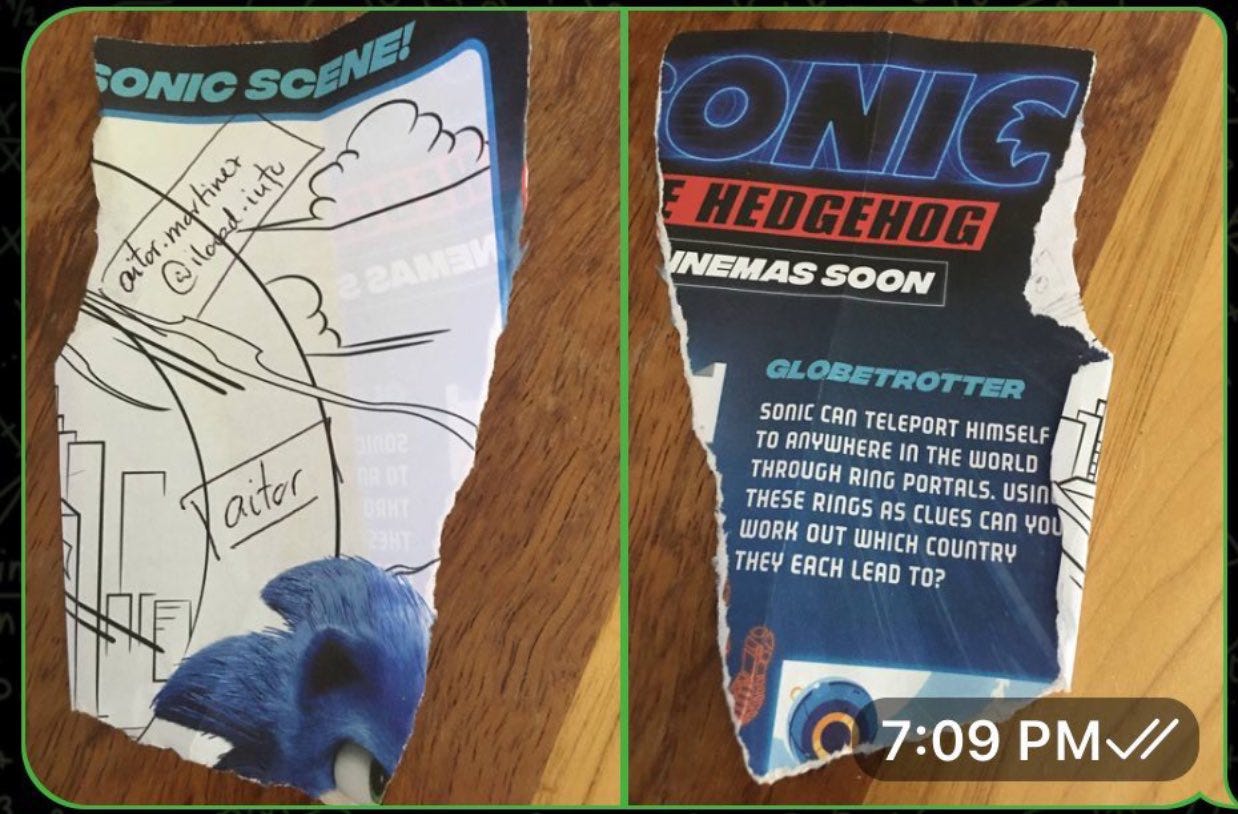 SONIC SCENE!
aitor.martinez
aitor
SONIC
E HEDGEHOG
INEMAS SOON
GLOBETROTTER
SONIC CAN TELEPORT HIMSELF
TO ANYWHERE IN THE WORLD
THROUGH RING PORTALS. USIN
THESE RINGS AS CLUES CAN YOU
WORK OUT WHICH COUNTRY
THEY EACH LEAD TO?
7:09 PM